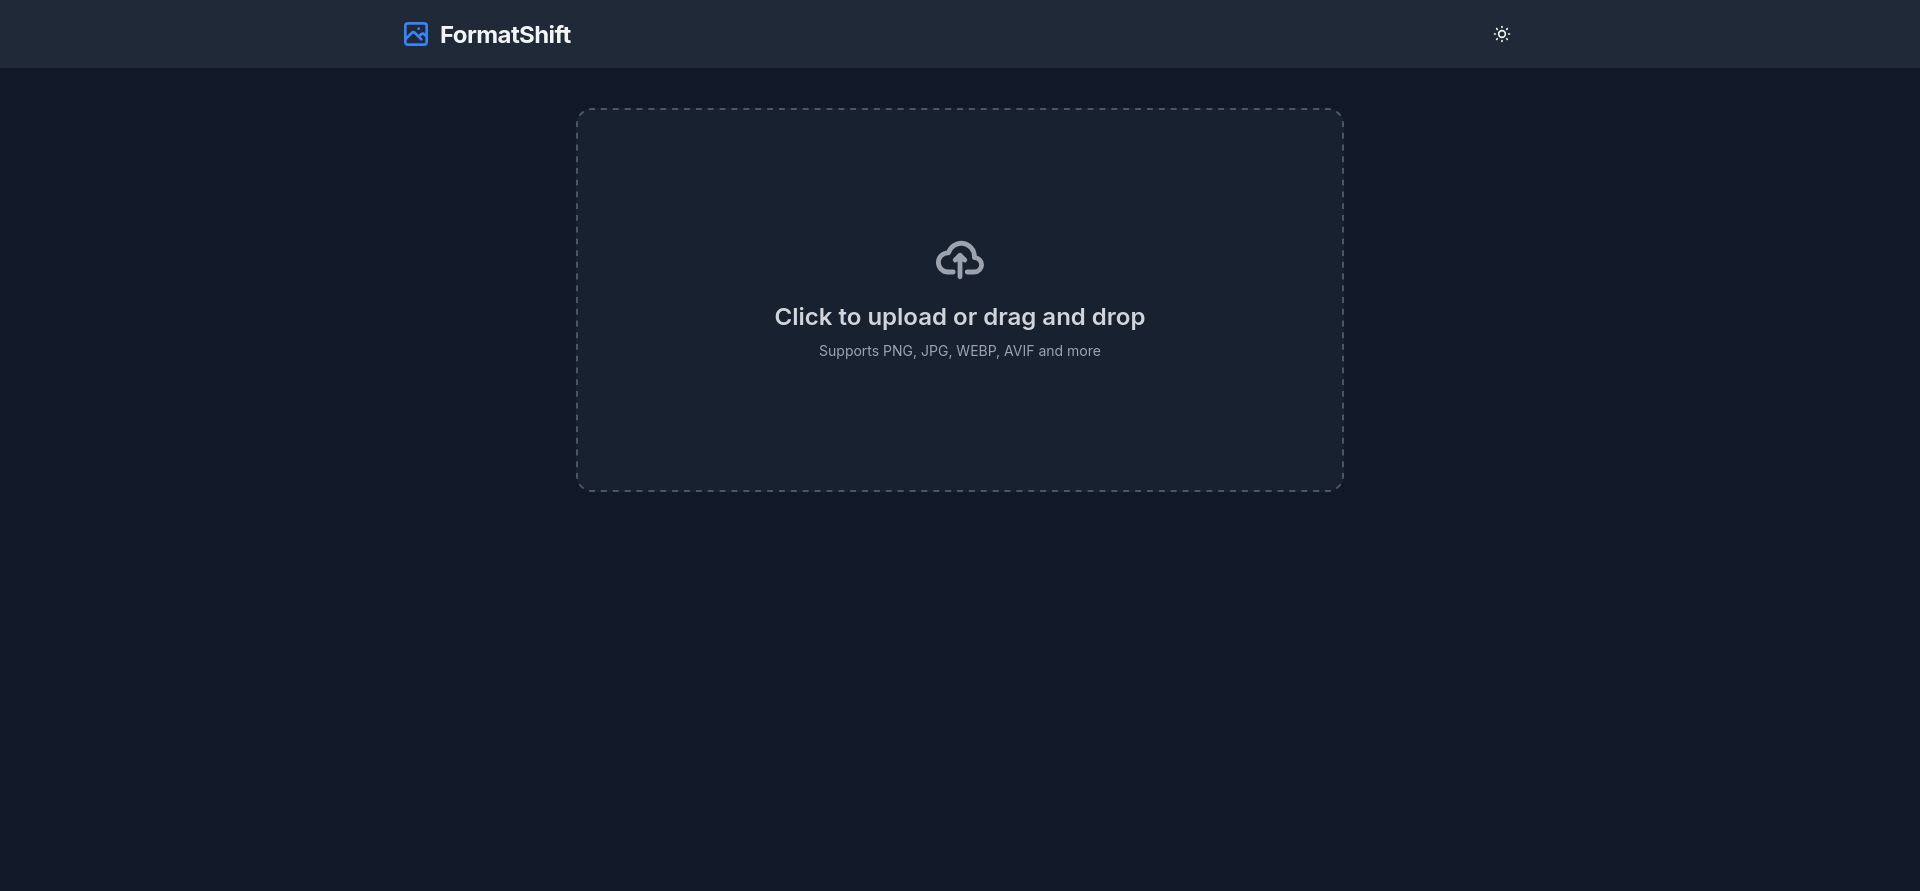 FormatShift
Click to upload or drag and drop
Supports PNG, JPG, WEBP, AVIF and more